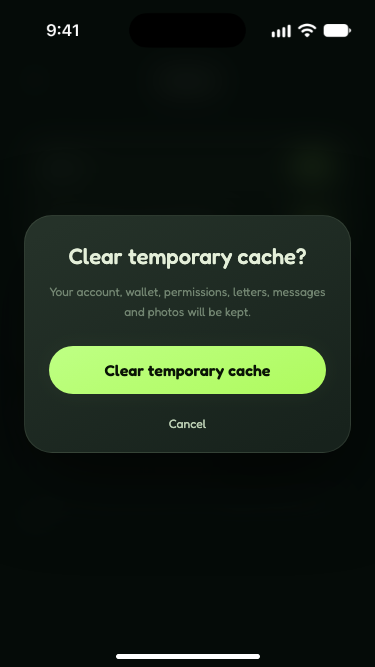 9:41
Clear temporary cache?
Your account, wallet, permissions, letters, messages
and photos will be kept.
Clear temporary cache
Cancel